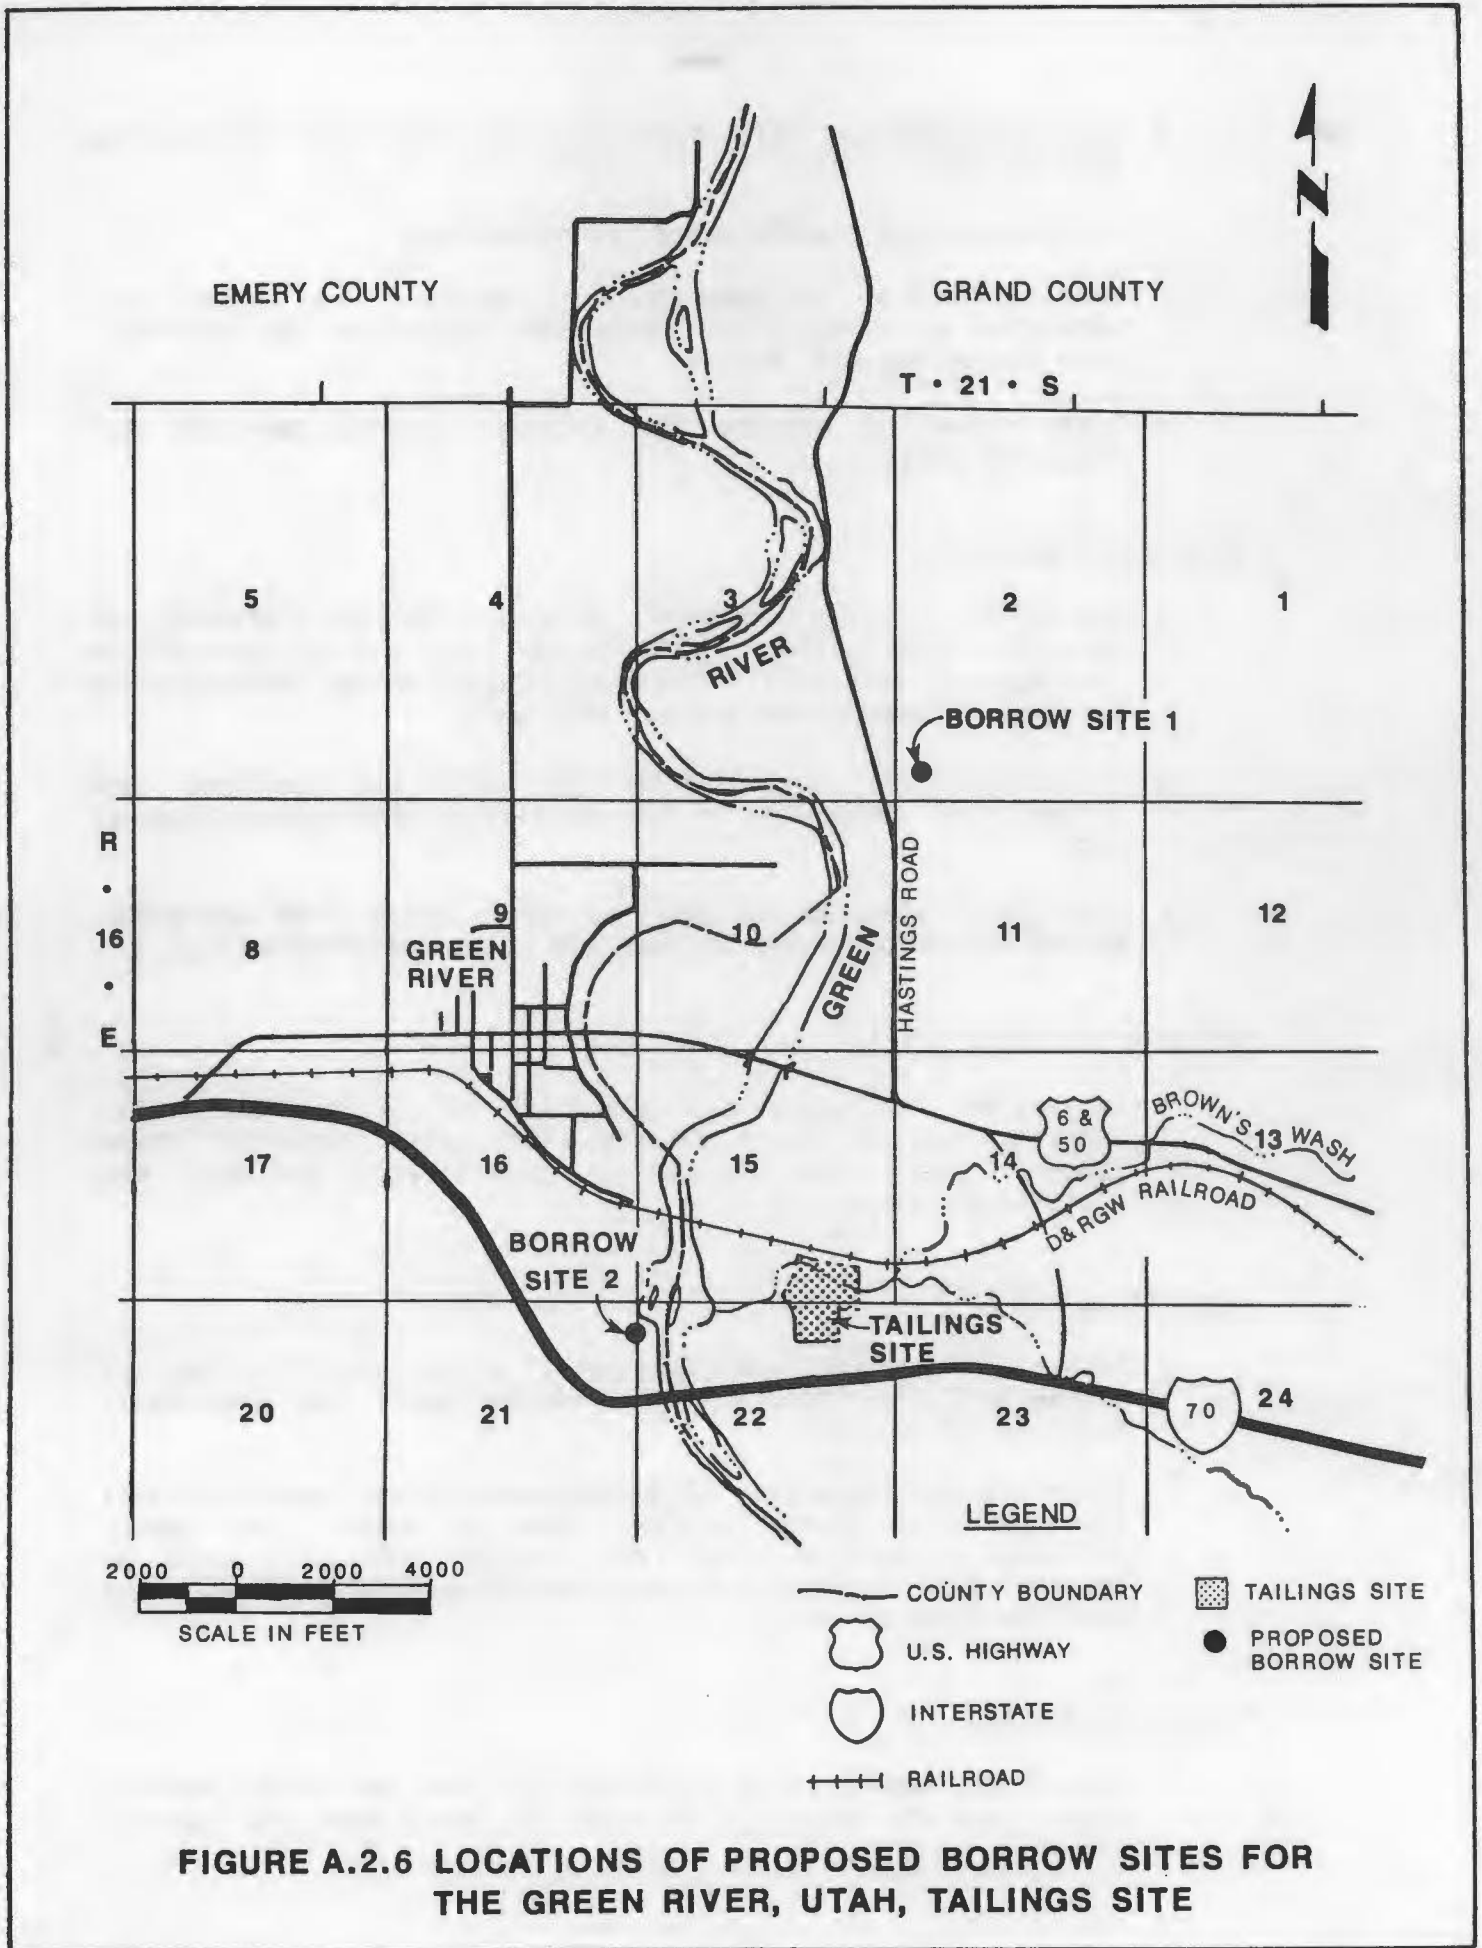 N
EMERY COUNTY
GRAND COUNTY
T • 21 • S
5
4
3
2
1
RIVER
BORROW SITE 1
R
•
16
•
E
HASTINGS ROAD
9
8
10
11
12
GREEN
RIVER
GREEN
6 &
50
BROWN'S WASH
13
14
15
16
17
D&RGW RAILROAD
BORROW
SITE 2
TAILINGS
SITE
20
21
22
23
24
70
LEGEND
2000 0 2000 4000
SCALE IN FEET
COUNTY BOUNDARY
U.S. HIGHWAY
INTERSTATE
RAILROAD
TAILINGS SITE
PROPOSED
BORROW SITE
FIGURE A.2.6 LOCATIONS OF PROPOSED BORROW SITES FOR
THE GREEN RIVER, UTAH, TAILINGS SITE